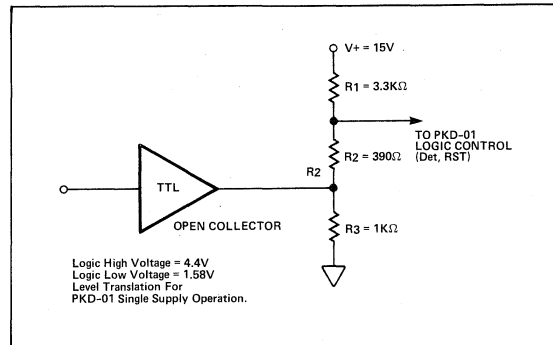 V+ = 15V
R1 = 3.3KΩ
TO PKD-01
LOGIC CONTROL
(Det, RST)
R2 = 390Ω
R2
TTL
OPEN COLLECTOR
R3 = 1KΩ
Logic High Voltage = 4.4V
Logic Low Voltage = 1.58V
Level Translation For
PKD-01 Single Supply Operation.